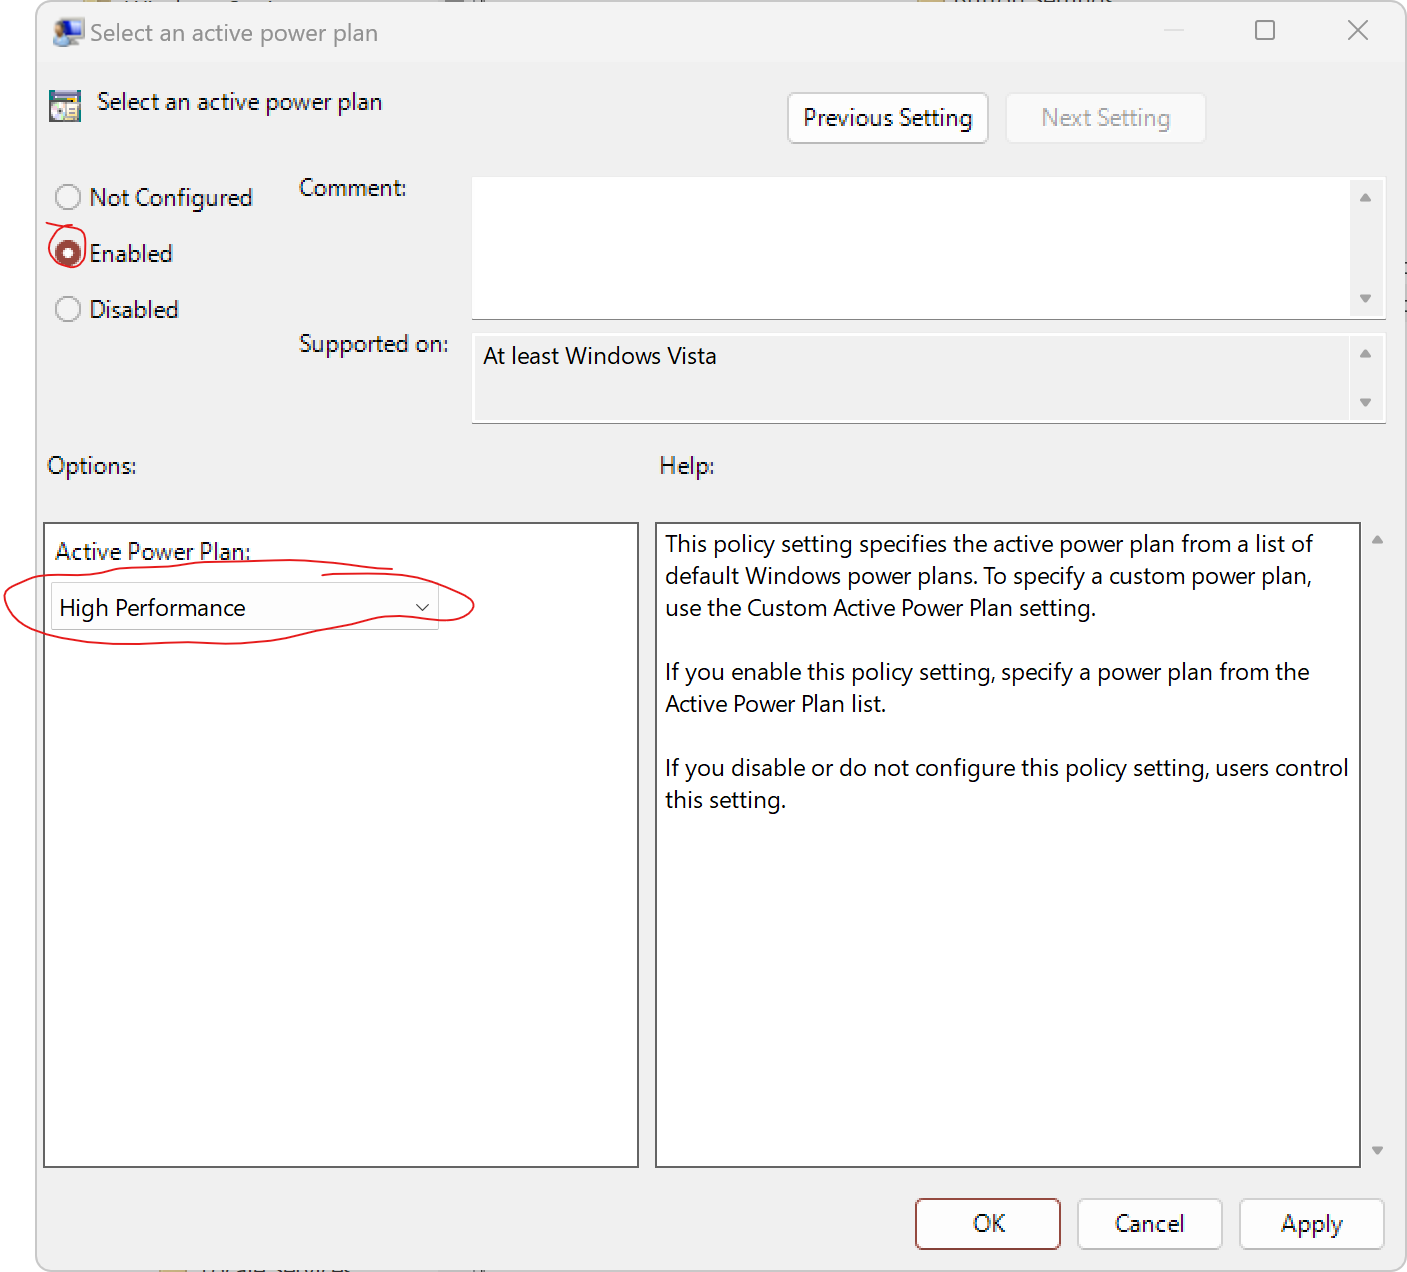 Select an active power plan
Select an active power plan
Previous Setting
Next Setting
Not Configured
Comment:
Enabled
Disabled
Supported on:
At least Windows Vista
Options:
Help:
Active Power Plan:
High Performance
This policy setting specifies the active power plan from a list of
default Windows power plans. To specify a custom power plan,
use the Custom Active Power Plan setting.
If you enable this policy setting, specify a power plan from the
Active Power Plan list.
If you disable or do not configure this policy setting, users control
this setting.
OK
Cancel
Apply